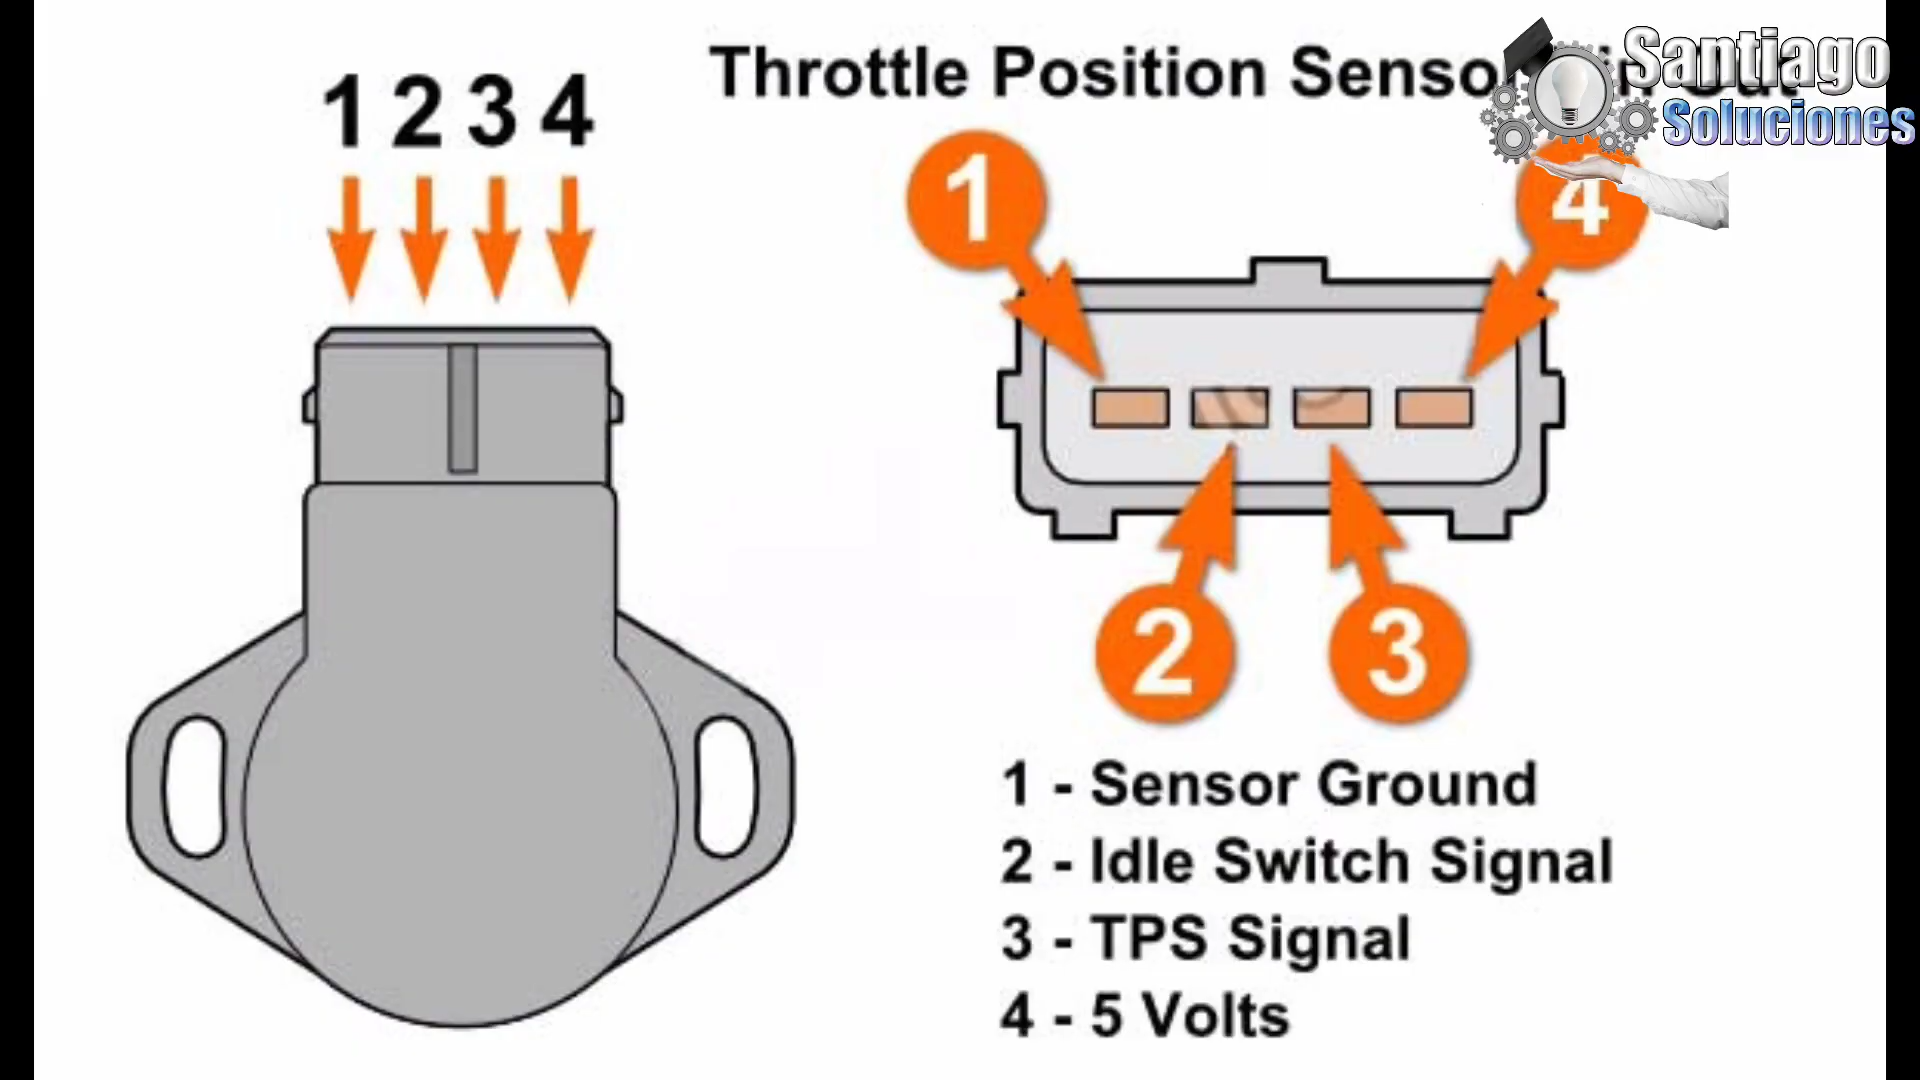 1 2 3 4
Throttle Position Sensor
Santiago
Soluciones
1
4
2
3
1 - Sensor Ground
2 - Idle Switch Signal
3 - TPS Signal
4 - 5 Volts